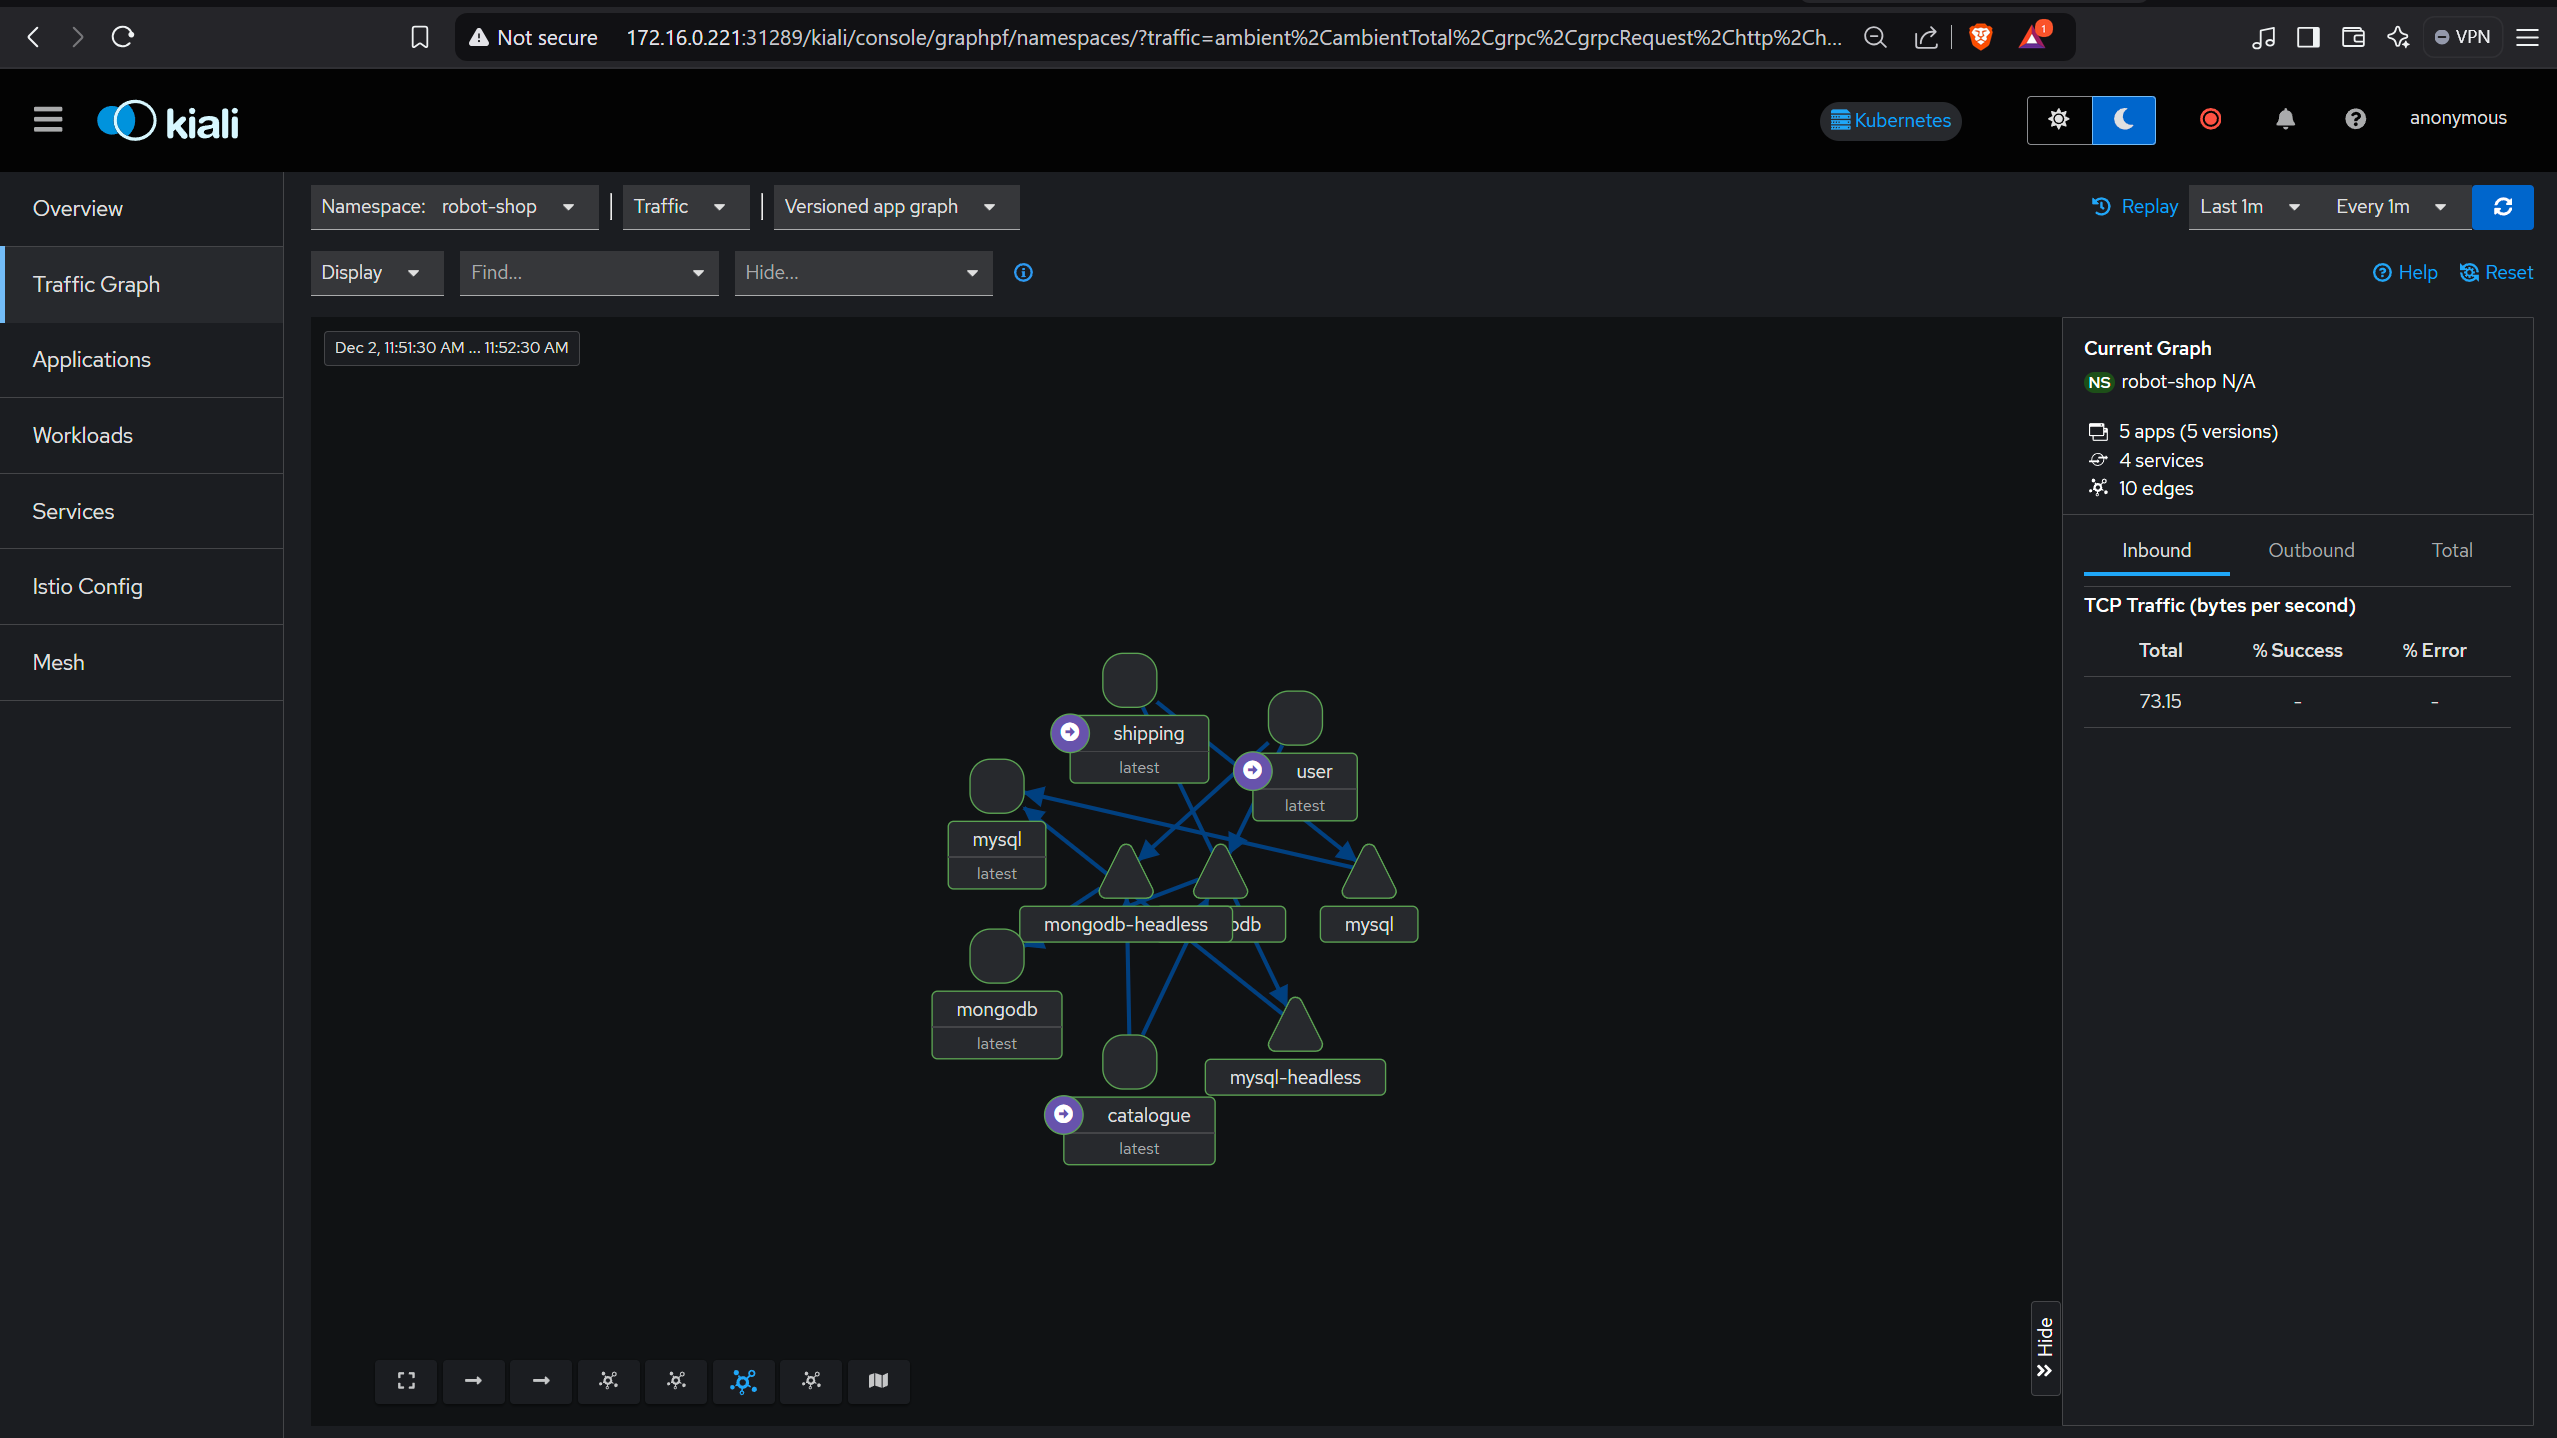 Not secure 172.16.0.221:31289/kiali/console/graphpf/namespaces/?traffic=ambient%2CambientTotal%2Cgrpc%2CgrpcRequest%2Chttp%2Ch...
1
VPN
kiali
Kubernetes
anonymous
Overview
Traffic Graph
Applications
Workloads
Services
Istio Config
Mesh
Namespace: robot-shop
Traffic
Versioned app graph
Replay
Last 1m
Every 1m
Display
Find...
Hide...
Help
Reset
Dec 2, 11:51:30 AM ... 11:52:30 AM
shipping
latest
user
latest
mysql
latest
mongodb-headless
odb
mysql
mongodb
latest
mysql-headless
catalogue
latest
Hide
Current Graph
NS robot-shop N/A
5 apps (5 versions)
4 services
10 edges
Inbound Outbound Total
TCP Traffic (bytes per second)
Total % Success % Error
73.15 - -